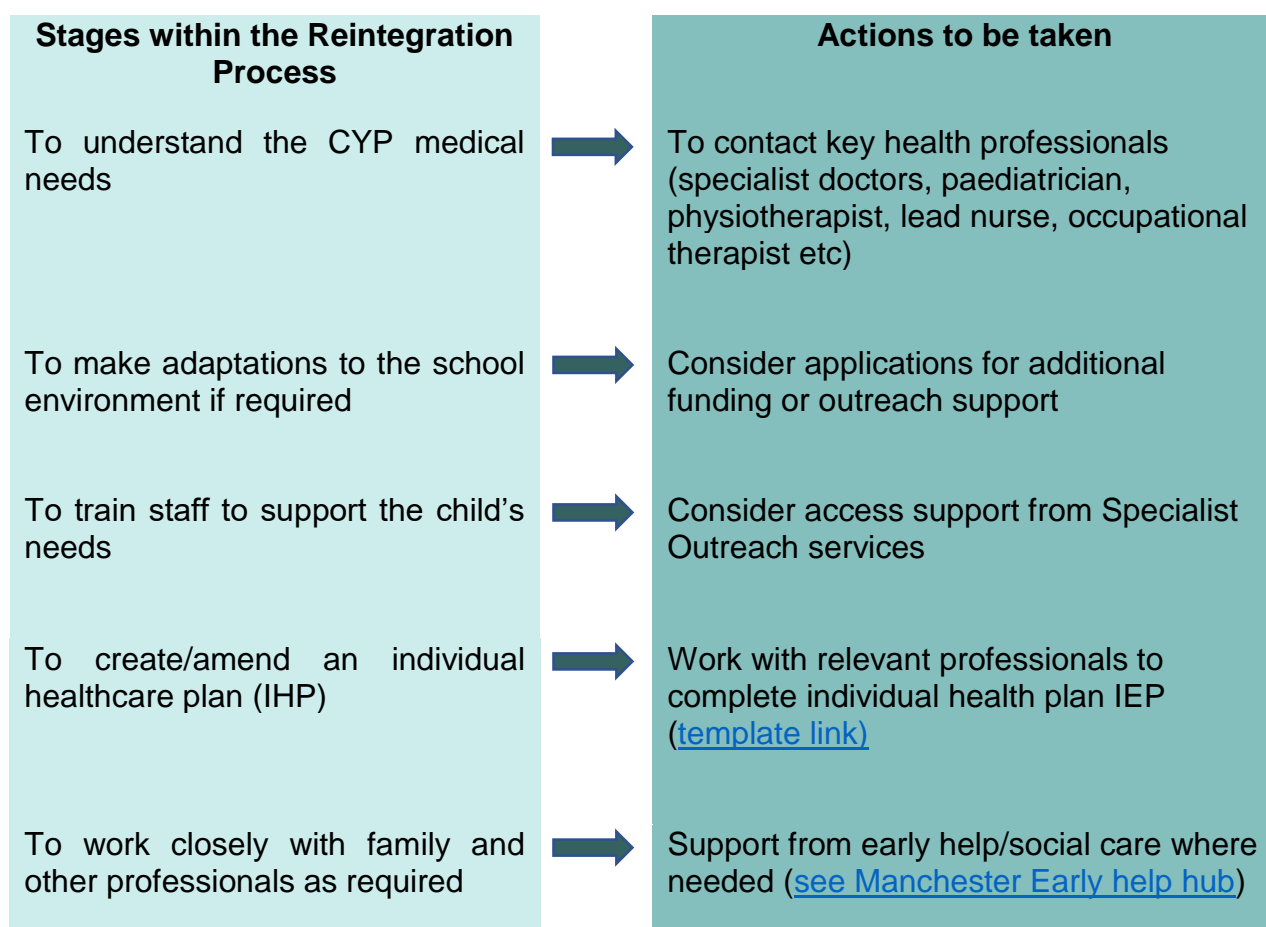 Stages within the Reintegration
Process
Actions to be taken
To understand the CYP medical
needs
To contact key health professionals
(specialist doctors, paediatrician,
physiotherapist, lead nurse, occupational
therapist etc)
To make adaptations to the school
environment if required
Consider applications for additional
funding or outreach support
To train staff to support the child's
needs
Consider access support from Specialist
Outreach services
To create/amend an individual
healthcare plan (IHP)
Work with relevant professionals to
complete individual health plan IEP
(template link)
To work closely with family and
other professionals as required
Support from early help/social care where
needed (see Manchester Early help hub)